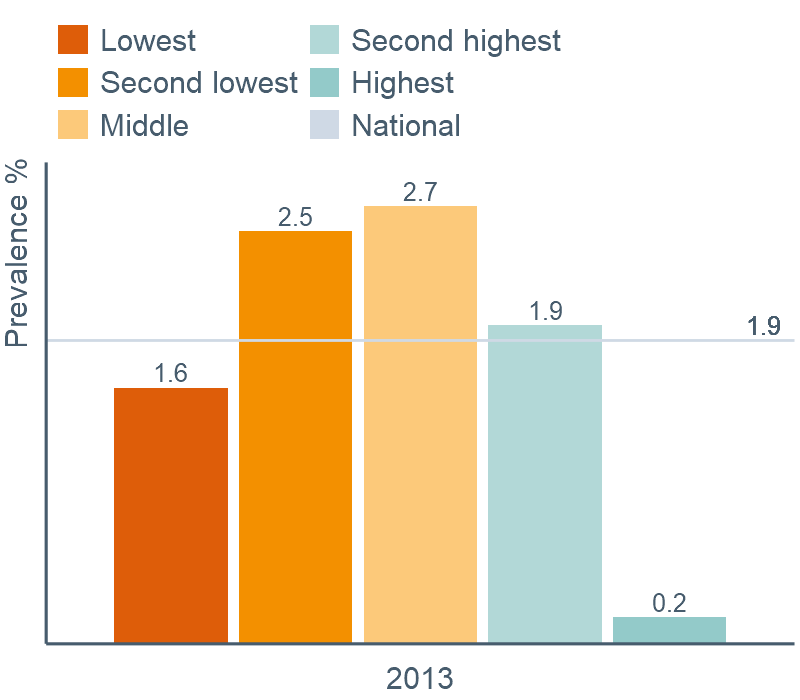 Lowest
Second lowest
Middle
Second highest
Highest
National
Prevalence %
1.6
2.5
2.7
1.9
0.2
1.9
2013